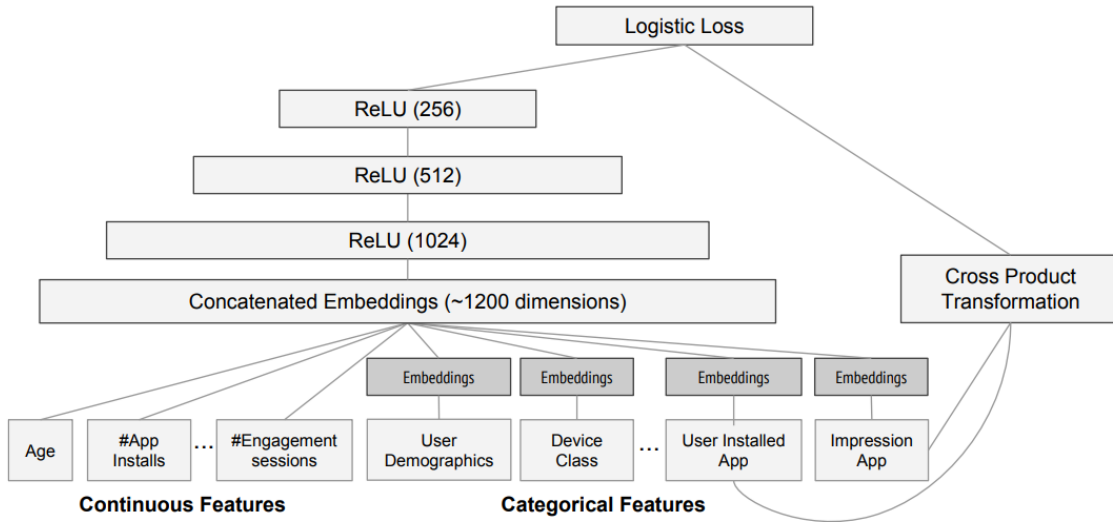 Logistic Loss
ReLU (256)
ReLU (512)
ReLU (1024)
Concatenated Embeddings (~1200 dimensions)
Cross Product
Transformation
Embeddings
Embeddings
Embeddings
Embeddings
Age
#App
Installs
...
#Engagement
sessions
User
Demographics
Device
Class
...
User Installed
App
Impression
App
Continuous Features
Categorical Features